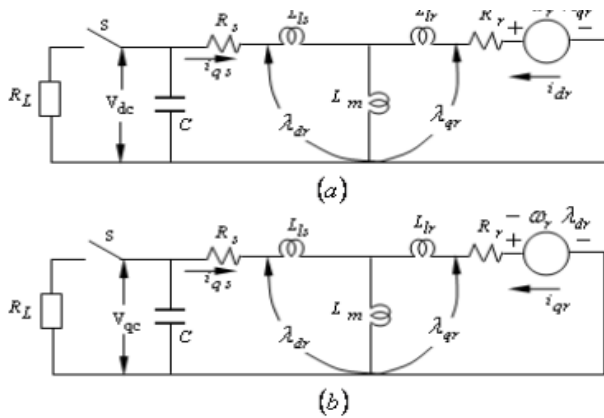 S
R_s
L_ls
L_lr
R_r
+
−
i_qs
i_dr
R_L
V_dc
C
L_m
λ_dr
λ_qr
(a)
S
R_s
L_ls
L_lr
R_r
− ω_r λ_dr
+
−
i_qs
i_qr
R_L
V_qc
C
L_m
λ_dr
λ_qr
(b)